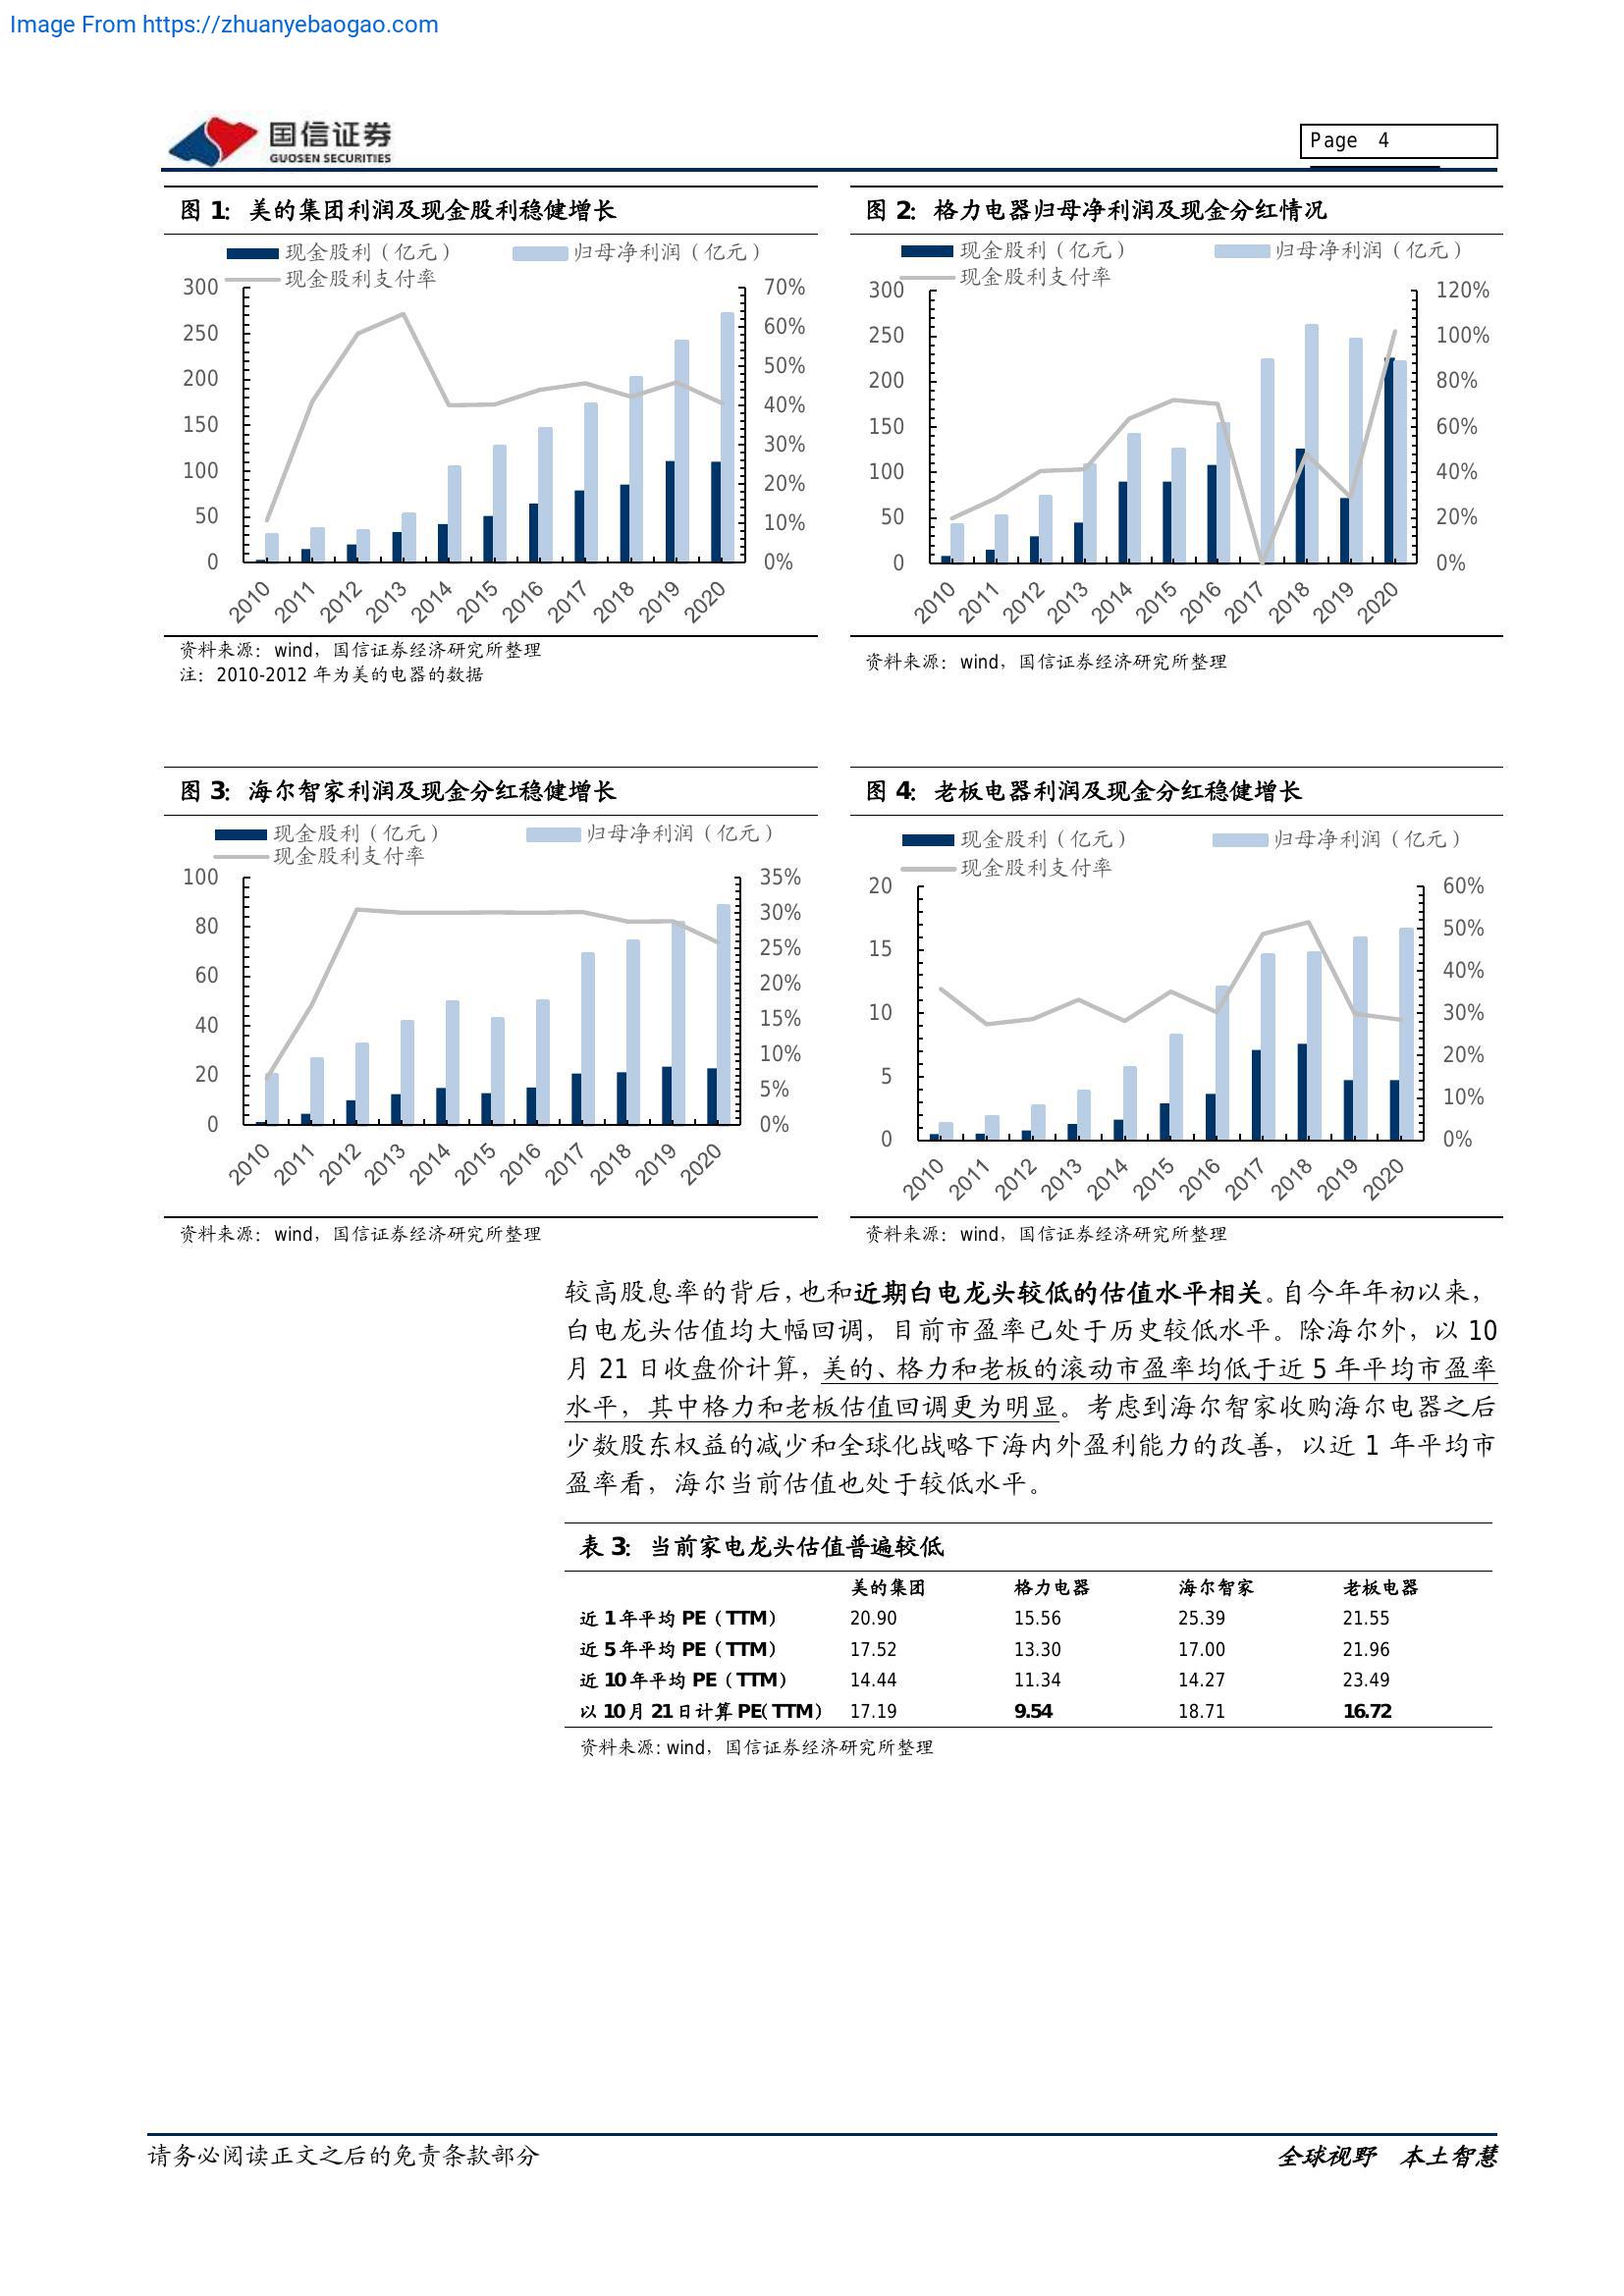 Image From https://zhuanyebaogao.com
国信证券
GUOSEN SECURITIES
Page 4
图 1：美的集团利润及现金股利稳健增长
现金股利（亿元）
归母净利润（亿元）
现金股利支付率
300
250
200
150
100
50
0
70%
60%
50%
40%
30%
20%
10%
0%
2010 2011 2012 2013 2014 2015 2016 2017 2018 2019 2020
资料来源：wind，国信证券经济研究所整理
注：2010-2012 年为美的电器的数据
图 2：格力电器归母净利润及现金分红情况
现金股利（亿元）
归母净利润（亿元）
现金股利支付率
300
250
200
150
100
50
0
120%
100%
80%
60%
40%
20%
0%
2010 2011 2012 2013 2014 2015 2016 2017 2018 2019 2020
资料来源：wind，国信证券经济研究所整理
图 3：海尔智家利润及现金分红稳健增长
现金股利（亿元）
归母净利润（亿元）
现金股利支付率
100
80
60
40
20
0
35%
30%
25%
20%
15%
10%
5%
0%
2010 2011 2012 2013 2014 2015 2016 2017 2018 2019 2020
资料来源：wind，国信证券经济研究所整理
图 4：老板电器利润及现金分红稳健增长
现金股利（亿元）
归母净利润（亿元）
现金股利支付率
20
15
10
5
0
60%
50%
40%
30%
20%
10%
0%
2010 2011 2012 2013 2014 2015 2016 2017 2018 2019 2020
资料来源：wind，国信证券经济研究所整理
较高股息率的背后，也和近期白电龙头较低的估值水平相关。自今年年初以来，
白电龙头估值均大幅回调，目前市盈率已处于历史较低水平。除海尔外，以 10
月 21 日收盘价计算，美的、格力和老板的滚动市盈率均低于近 5 年平均市盈率
水平，其中格力和老板估值回调更为明显。考虑到海尔智家收购海尔电器之后
少数股东权益的减少和全球化战略下海内外盈利能力的改善，以近 1 年平均市
盈率看，海尔当前估值也处于较低水平。
表 3：当前家电龙头估值普遍较低
美的集团 格力电器 海尔智家 老板电器
近 1 年平均 PE（TTM） 20.90 15.56 25.39 21.55
近 5 年平均 PE（TTM） 17.52 13.30 17.00 21.96
近 10 年平均 PE（TTM） 14.44 11.34 14.27 23.49
以 10 月 21 日计算 PE(TTM） 17.19 9.54 18.71 16.72
资料来源: wind，国信证券经济研究所整理
请务必阅读正文之后的免责条款部分
全球视野 本土智慧